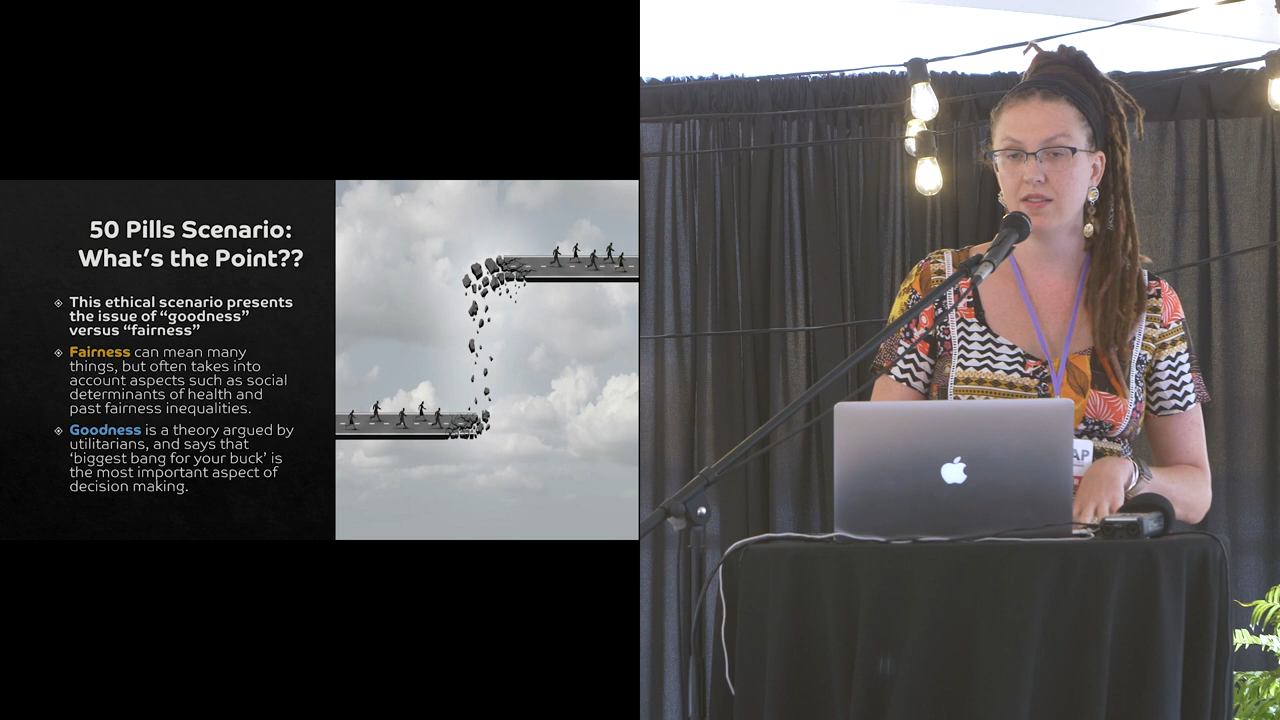 50 Pills Scenario:
What's the Point??
This ethical scenario presents
the issue of “goodness”
versus “fairness”
Fairness can mean many
things, but often takes into
account aspects such as social
determinants of health and
past fairness inequalities.
Goodness is a theory argued by
utilitarians, and says that
‘biggest bang for your buck’ is
the most important aspect of
decision making.
AP